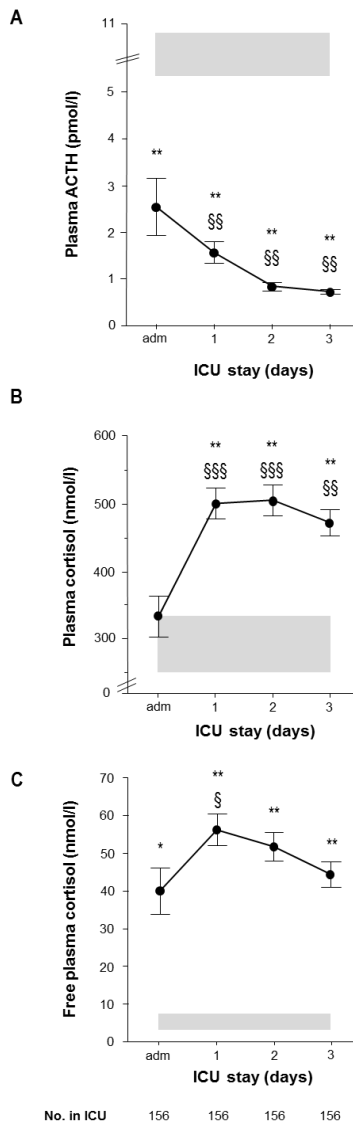 A
11
5
4
3
2
1
0
Plasma ACTH (pmol/l)
**
**
§§
**
§§
**
§§
adm 1 2 3
ICU stay (days)
B
600
500
400
300
0
Plasma cortisol (nmol/l)
**
§§§
**
§§§
**
§§
adm 1 2 3
ICU stay (days)
C
70
60
50
40
30
20
10
0
Free plasma cortisol (nmol/l)
*
**
§
**
**
adm 1 2 3
ICU stay (days)
No. in ICU 156 156 156 156